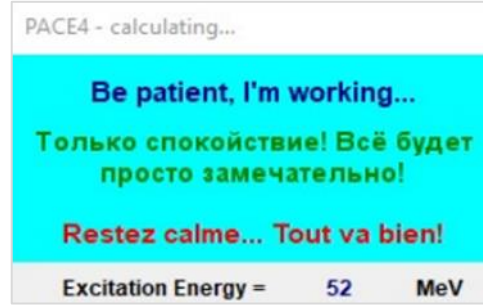 PACE4 - calculating...
Be patient, I'm working...
Только спокойствие! Всё будет
просто замечательно!
Restez calme... Tout va bien!
Excitation Energy = 52 MeV